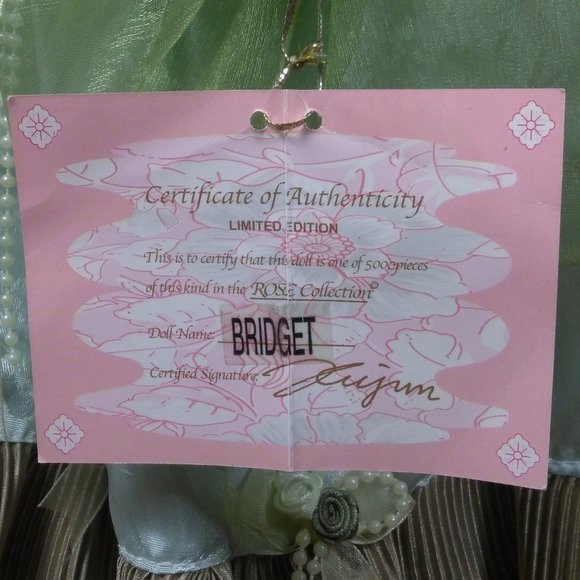 Certificate of Authenticity
LIMITED EDITION
This is to certify that this doll is one of 5000pieces
of this kind in the ROSE Collection©
Doll Name: BRIDGET
Certified Signature: